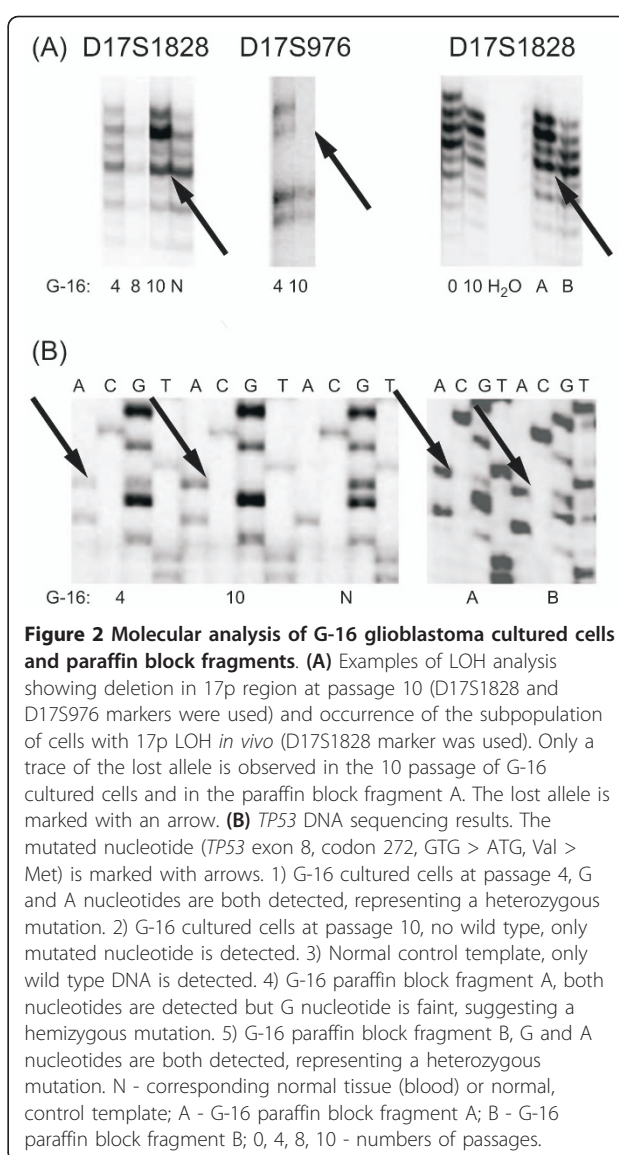 (A) D17S1828 D17S976 D17S1828
G-16: 4 8 10 N 4 10 0 10 H₂O A B
(B)
A C G T A C G T A C G T A C G T A C G T
G-16: 4 10 N A B
Figure 2 Molecular analysis of G-16 glioblastoma cultured cells
and paraffin block fragments. (A) Examples of LOH analysis
showing deletion in 17p region at passage 10 (D17S1828 and
D17S976 markers were used) and occurrence of the subpopulation
of cells with 17p LOH in vivo (D17S1828 marker was used). Only a
trace of the lost allele is observed in the 10 passage of G-16
cultured cells and in the paraffin block fragment A. The lost allele is
marked with an arrow. (B) TP53 DNA sequencing results. The
mutated nucleotide (TP53 exon 8, codon 272, GTG > ATG, Val >
Met) is marked with arrows. 1) G-16 cultured cells at passage 4, G
and A nucleotides are both detected, representing a heterozygous
mutation. 2) G-16 cultured cells at passage 10, no wild type, only
mutated nucleotide is detected. 3) Normal control template, only
wild type DNA is detected. 4) G-16 paraffin block fragment A, both
nucleotides are detected but G nucleotide is faint, suggesting a
hemizygous mutation. 5) G-16 paraffin block fragment B, G and A
nucleotides are both detected, representing a heterozygous
mutation. N - corresponding normal tissue (blood) or normal,
control template; A - G-16 paraffin block fragment A; B - G-16
paraffin block fragment B; 0, 4, 8, 10 - numbers of passages.